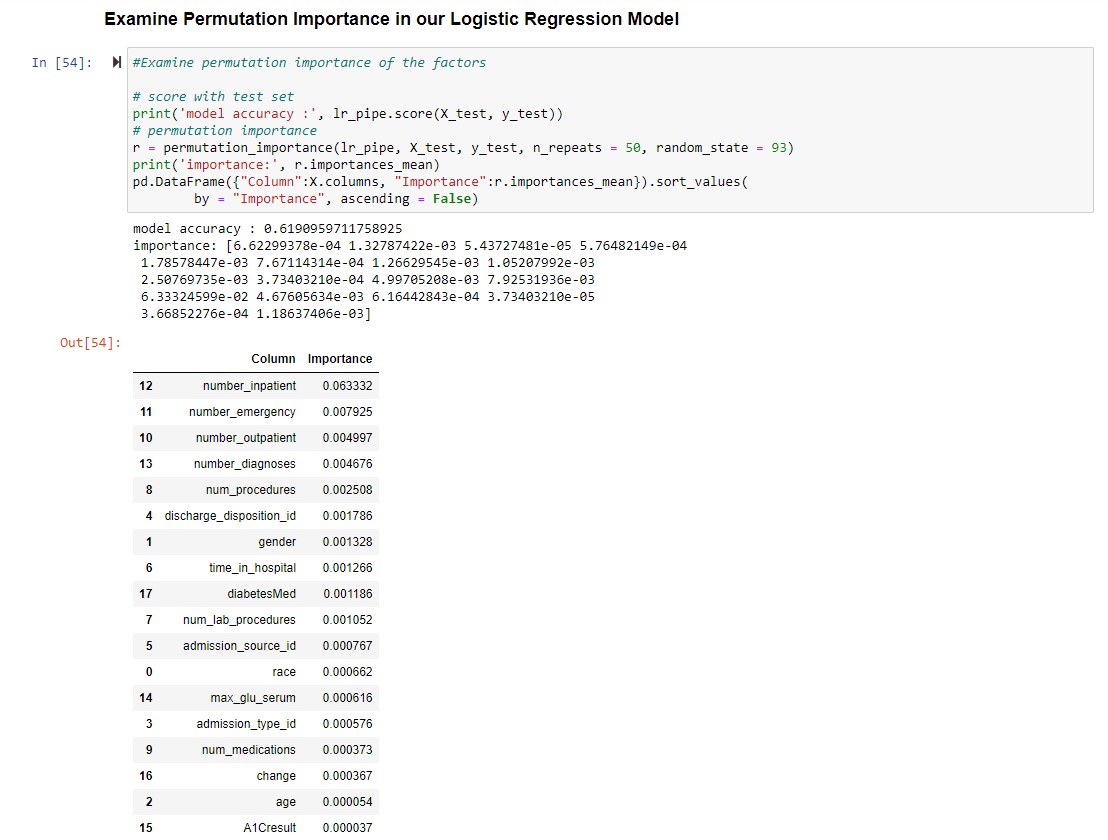 Examine Permutation Importance in our Logistic Regression Model
In [54]:
#Examine permutation importance of the factors
# score with test set
print('model accuracy :', lr_pipe.score(X_test, y_test))
# permutation importance
r = permutation_importance(lr_pipe, X_test, y_test, n_repeats = 50, random_state = 93)
print('importance:', r.importances_mean)
pd.DataFrame({"Column":X.columns, "Importance":r.importances_mean}).sort_values(
by = "Importance", ascending = False)
model accuracy : 0.6190959711758925
importance: [6.62299378e-04 1.32787422e-03 5.43727481e-05 5.76482149e-04
1.78578447e-03 7.67114314e-04 1.26629545e-03 1.05207992e-03
2.50769735e-03 3.73403210e-04 4.99705208e-03 7.92531936e-03
6.33324599e-02 4.67605634e-03 6.16442843e-04 3.73403210e-05
3.66852276e-04 1.18637406e-03]
Out[54]:
Column Importance
12 number_inpatient 0.063332
11 number_emergency 0.007925
10 number_outpatient 0.004997
13 number_diagnoses 0.004676
8 num_procedures 0.002508
4 discharge_disposition_id 0.001786
1 gender 0.001328
6 time_in_hospital 0.001266
17 diabetesMed 0.001186
7 num_lab_procedures 0.001052
5 admission_source_id 0.000767
0 race 0.000662
14 max_glu_serum 0.000616
3 admission_type_id 0.000576
9 num_medications 0.000373
16 change 0.000367
2 age 0.000054
15 A1Cresult 0.000037